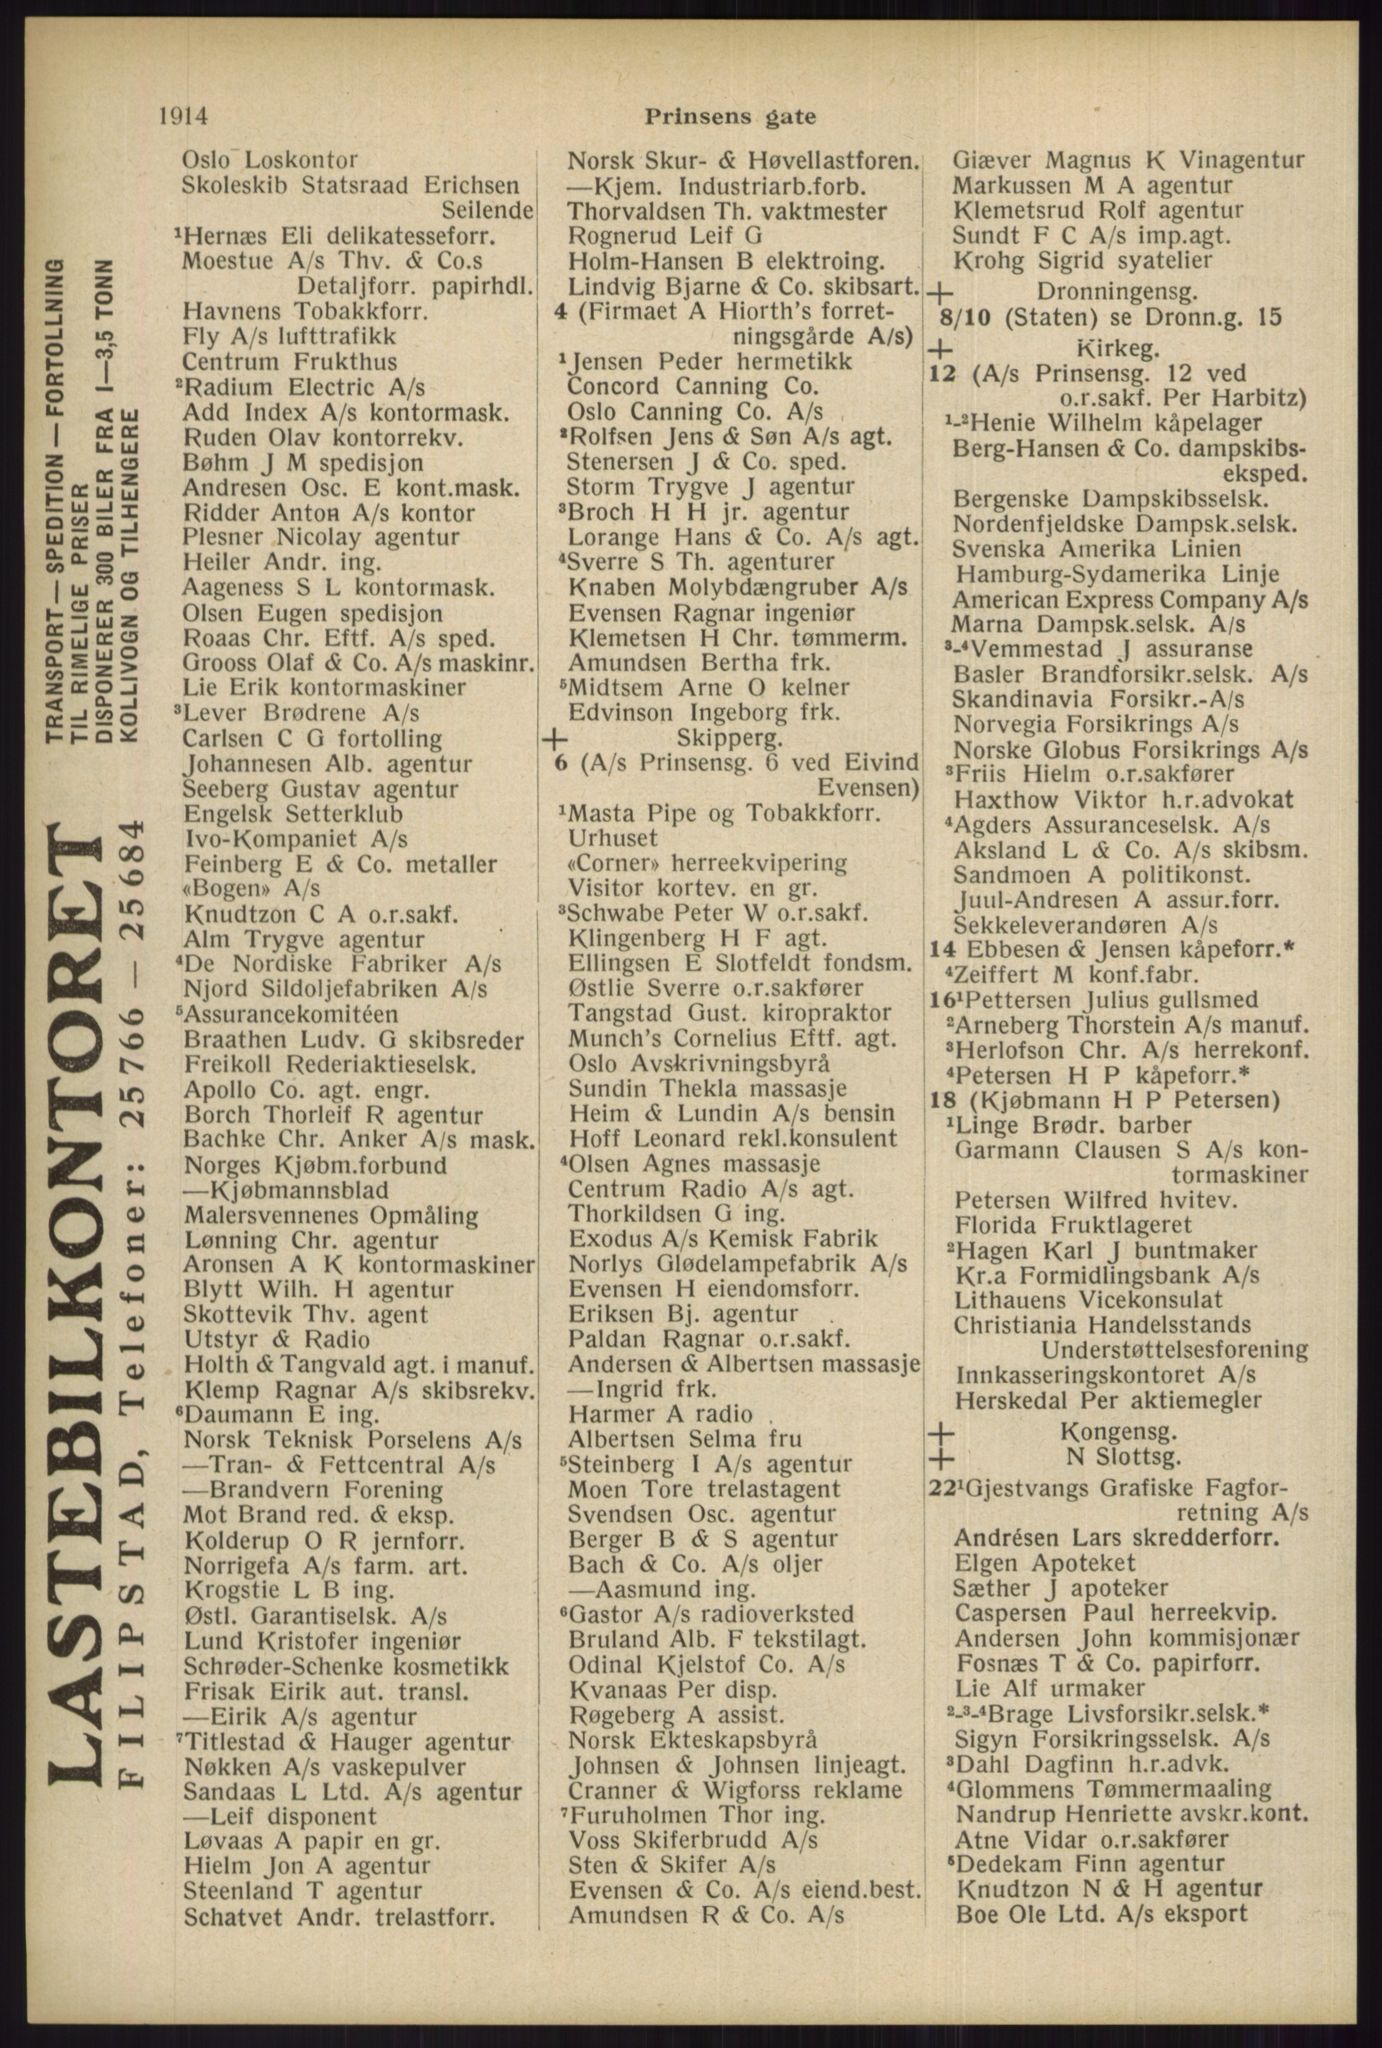 1914
Prinsens gate
LASTEBILKONTORET
FILIPSTAD, Telefoner: 25766 — 25684
TRANSPORT—SPEDITION—FORTOLLNING
TIL RIMELIGE PRISER
DISPONERER 300 BILER FRA 1—3,5 TONN
KOLLIVOGN OG TILHENGERE
Oslo Loskontor
Skoleskib Statsraad Erichsen
Seilende
¹Hernæs Eli delikatesseforr.
Moestue A/s Thv. & Co.s
Detaljforr. papirhdl.
Havnens Tobakkforr.
Fly A/s lufttrafikk
Centrum Frukthus
²Radium Electric A/s
Add Index A/s kontormask.
Ruden Olav kontorrekv.
Bøhm J M spedisjon
Andresen Osc. E kont.mask.
Ridder Anton A/s kontor
Plesner Nicolay agentur
Heiler Andr. ing.
Aageness S L kontormask.
Olsen Eugen spedisjon
Roaas Chr. Eftf. A/s sped.
Grooss Olaf & Co. A/s maskinr.
Lie Erik kontormaskiner
³Lever Brødrene A/s
Carlsen C G fortolling
Johannesen Alb. agentur
Seeberg Gustav agentur
Engelsk Setterklub
Ivo-Kompaniet A/s
Feinberg E & Co. metaller
«Bogen» A/s
Knudtzon C A o.r.sakf.
Alm Trygve agentur
⁴De Nordiske Fabriker A/s
Njord Sildoljefabriken A/s
⁵Assurancekomitéen
Braathen Ludv. G skibsreder
Freikoll Rederiaktieselsk.
Apollo Co. agt. engr.
Borch Thorleif R agentur
Bachke Chr. Anker A/s mask.
Norges Kjøbm.forbund
—Kjøbmannsblad
Malersvennenes Opmåling
Lønning Chr. agentur
Aronsen A K kontormaskiner
Blytt Wilh. H agentur
Skottevik Thv. agent
Utstyr & Radio
Holth & Tangvald agt. i manuf.
Klemp Ragnar A/s skibsrekv.
⁶Daumann E ing.
Norsk Teknisk Porselens A/s
—Tran- & Fettcentral A/s
—Brandvern Forening
Mot Brand red. & eksp.
Kolderup O R jernforr.
Norrigefa A/s farm. art.
Krogstie L B ing.
Østl. Garantiselsk. A/s
Lund Kristofer ingeniør
Schrøder-Schenke kosmetikk
Frisak Eirik aut. transl.
—Eirik A/s agentur
⁷Titlestad & Hauger agentur
Nøkken A/s vaskepulver
Sandaas L Ltd. A/s agentur
—Leif disponent
Løvaas A papir en gr.
Hielm Jon A agentur
Steenland T agentur
Schatvet Andr. trelastforr.
Norsk Skur- & Høvellastforen.
—Kjem. Industriarb.forb.
Thorvaldsen Th. vaktmester
Rognerud Leif G
Holm-Hansen B elektroing.
Lindvig Bjarne & Co. skibsart.
4 (Firmaet A Hiorth's forret-
ningsgårde A/s)
¹Jensen Peder hermetikk
Concord Canning Co.
Oslo Canning Co. A/s
²Rolfsen Jens & Søn A/s agt.
Stenersen J & Co. sped.
Storm Trygve J agentur
³Broch H H jr. agentur
Lorange Hans & Co. A/s agt.
⁴Sverre S Th. agenturer
Knaben Molybdængruber A/s
Evensen Ragnar ingeniør
Klemetsen H Chr. tømmerm.
Amundsen Bertha frk.
⁵Midtsem Arne O kelner
Edvinson Ingeborg frk.
+ Skipperg.
6 (A/s Prinsensg. 6 ved Eivind
Evensen)
¹Masta Pipe og Tobakkforr.
Urhuset
«Corner» herreekvipering
Visitor kortev. en gr.
³Schwabe Peter W o.r.sakf.
Klingenberg H F agt.
Ellingsen E Slotfeldt fondsm.
Østlie Sverre o.r.sakfører
Tangstad Gust. kiropraktor
Munch's Cornelius Eftf. agt.
Oslo Avskrivningsbyrå
Sundin Thekla massasje
Heim & Lundin A/s bensin
Hoff Leonard rekl.konsulent
⁴Olsen Agnes massasje
Centrum Radio A/s agt.
Thorkildsen G ing.
Exodus A/s Kemisk Fabrik
Norlys Glødelampefabrik A/s
Evensen H eiendomsforr.
Eriksen Bj. agentur
Paldan Ragnar o.r.sakf.
Andersen & Albertsen massasje
—Ingrid frk.
Harmer A radio
Albertsen Selma fru
⁵Steinberg I A/s agentur
Moen Tore trelastagent
Svendsen Osc. agentur
Berger B & S agentur
Bach & Co. A/s oljer
—Aasmund ing.
⁶Gastor A/s radioverksted
Bruland Alb. F tekstilagt.
Odinal Kjelstof Co. A/s
Kvanaas Per disp.
Røgeberg A assist.
Norsk Ekteskapsbyrå
Johnsen & Johnsen linjeagt.
Cranner & Wigforss reklame
⁷Furuholmen Thor ing.
Voss Skiferbrudd A/s
Sten & Skifer A/s
Evensen & Co. A/s eiend.best.
Amundsen R & Co. A/s
Giæver Magnus K Vinagentur
Markussen M A agentur
Klemetsrud Rolf agentur
Sundt F C A/s imp.agt.
Krohg Sigrid syatelier
+ Dronningensg.
8/10 (Staten) se Dronn.g. 15
+ Kirkeg.
12 (A/s Prinsensg. 12 ved
o.r.sakf. Per Harbitz)
¹-²Henie Wilhelm kåpelager
Berg-Hansen & Co. dampskibs-
eksped.
Bergenske Dampskibsselsk.
Nordenfjeldske Dampsk.selsk.
Svenska Amerika Linien
Hamburg-Sydamerika Linje
American Express Company A/s
Marna Dampsk.selsk. A/s
³-⁴Vemmestad J assuranse
Basler Brandforsikr.selsk. A/s
Skandinavia Forsikr.-A/s
Norvegia Forsikrings A/s
Norske Globus Forsikrings A/s
³Friis Hielm o.r.sakfører
Haxthow Viktor h.r.advokat
⁴Agders Assuranceselsk. A/s
Aksland L & Co. A/s skibsm.
Sandmoen A politikonst.
Juul-Andresen A assur.forr.
Sekkeleverandøren A/s
14 Ebbesen & Jensen kåpeforr.*
⁴Zeiffert M konf.fabr.
16¹Pettersen Julius gullsmed
²Arneberg Thorstein A/s manuf.
³Herlofson Chr. A/s herrekonf.
⁴Petersen H P kåpeforr.*
18 (Kjøbmann H P Petersen)
¹Linge Brødr. barber
Garmann Clausen S A/s kon-
tormaskiner
Petersen Wilfred hvitev.
Florida Fruktlageret
²Hagen Karl J buntmaker
Kr.a Formidlingsbank A/s
Lithauens Vicekonsulat
Christiania Handelsstands
Understøttelsesforening
Innkasseringskontoret A/s
Herskedal Per aktiemegler
+ Kongensg.
+ N Slottsg.
22¹Gjestvangs Grafiske Fagfor-
retning A/s
Andrésen Lars skredderforr.
Elgen Apoteket
Sæther J apoteker
Caspersen Paul herreekvip.
Andersen John kommisjonær
Fosnæs T & Co. papirforr.
Lie Alf urmaker
²-³-⁴Brage Livsforsikr.selsk.*
Sigyn Forsikringsselsk. A/s
³Dahl Dagfinn h.r.advk.
⁴Glommens Tømmermaaling
Nandrup Henriette avskr.kont.
Atne Vidar o.r.sakfører
⁵Dedekam Finn agentur
Knudtzon N & H agentur
Boe Ole Ltd. A/s eksport